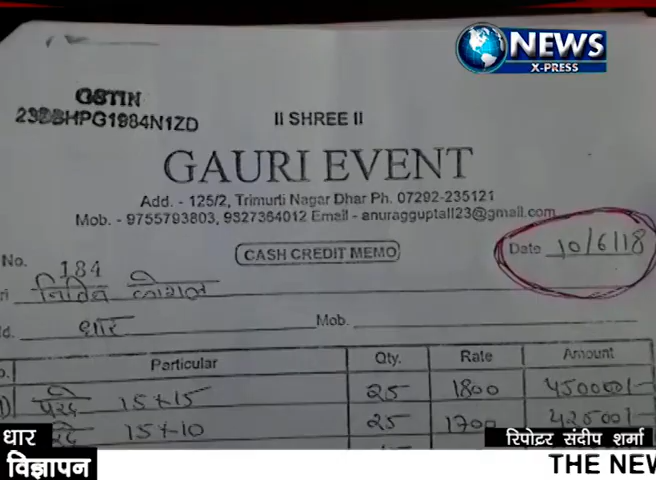 NEWS
X-PRESS
GSTIN
23DBHPG1984N1ZD
II SHREE II
GAURI EVENT
Add. - 125/2, Trimurti Nagar Dhar Ph. 07292-235121
Mob. - 9755793803, 9327364012 Email - anuragguptall23@gmail.com
CASH CREDIT MEMO
Date 10/6/18
No. 184
धार
Mob.
Particular Qty. Rate Amount
15x15 25 1800 45000/-
15x10 25 1700 42500/-
धार
रिपोर्टर संदीप शर्मा
विज्ञापन
THE NEW